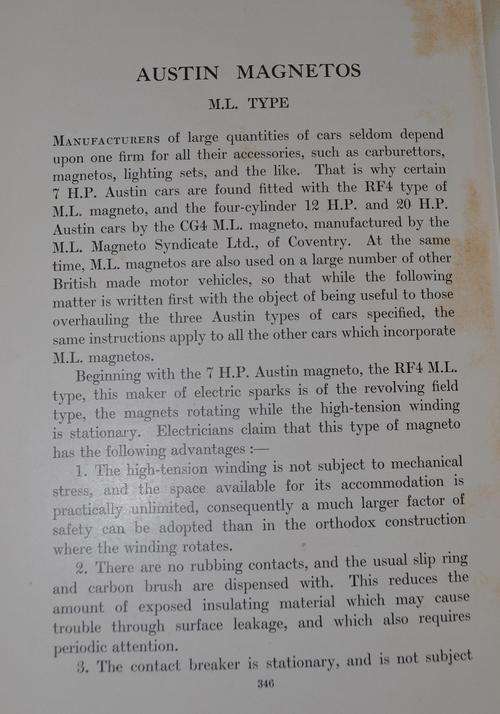 AUSTIN MAGNETOS
M.L. TYPE
MANUFACTURERS of large quantities of cars seldom depend
upon one firm for all their accessories, such as carburettors,
magnetos, lighting sets, and the like. That is why certain
7 H.P. Austin cars are found fitted with the RF4 type of
M.L. magneto, and the four-cylinder 12 H.P. and 20 H.P.
Austin cars by the CG4 M.L. magneto, manufactured by the
M.L. Magneto Syndicate Ltd., of Coventry. At the same
time, M.L. magnetos are also used on a large number of other
British made motor vehicles, so that while the following
matter is written first with the object of being useful to those
overhauling the three Austin types of cars specified, the
same instructions apply to all the other cars which incorporate
M.L. magnetos.
Beginning with the 7 H.P. Austin magneto, the RF4 M.L.
type, this maker of electric sparks is of the revolving field
type, the magnets rotating while the high-tension winding
is stationary. Electricians claim that this type of magneto
has the following advantages :—
1. The high-tension winding is not subject to mechanical
stress, and the space available for its accommodation is
practically unlimited, consequently a much larger factor of
safety can be adopted than in the orthodox construction
where the winding rotates.
2. There are no rubbing contacts, and the usual slip ring
and carbon brush are dispensed with. This reduces the
amount of exposed insulating material which may cause
trouble through surface leakage, and which also requires
periodic attention.
3. The contact breaker is stationary, and is not subject
346